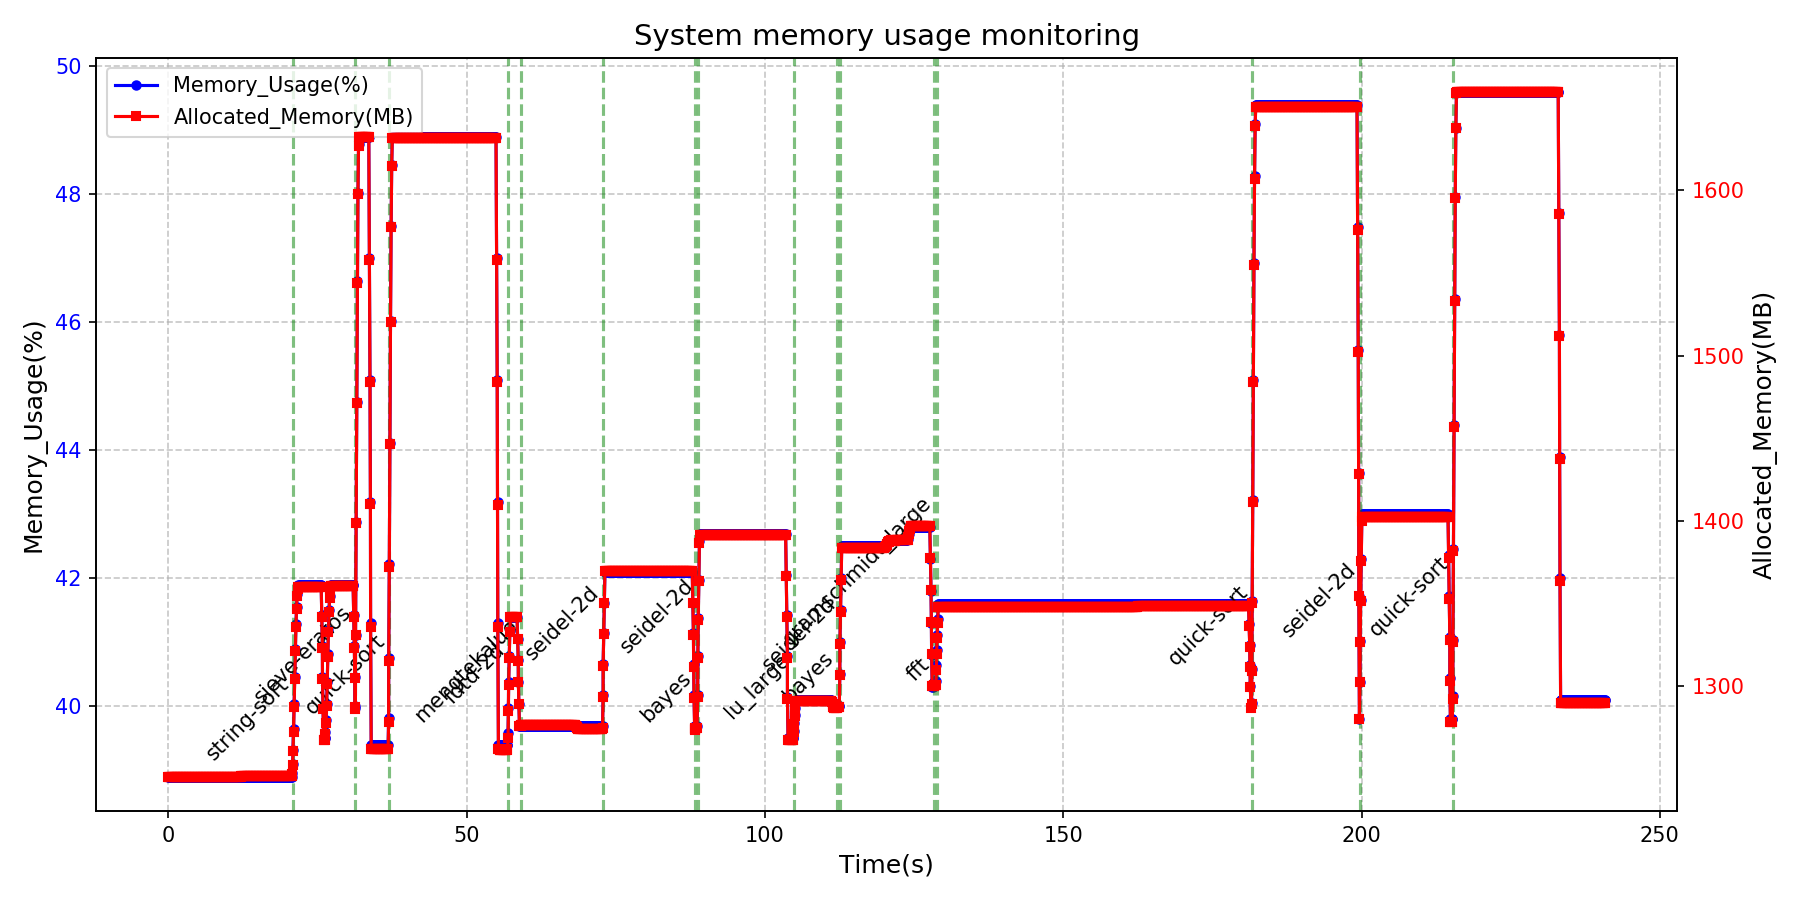 System memory usage monitoring
Memory_Usage(%)
Allocated_Memory(MB)
50
48
46
44
42
40
Memory_Usage(%)
1600
1500
1400
1300
Allocated_Memory(MB)
string-sort
sieve-eratos
quick-sort
seidel-2d
seidel-2d
bayes
bayes
fft
quick-sort
seidel-2d
quick-sort
0
50
100
150
200
250
Time(s)